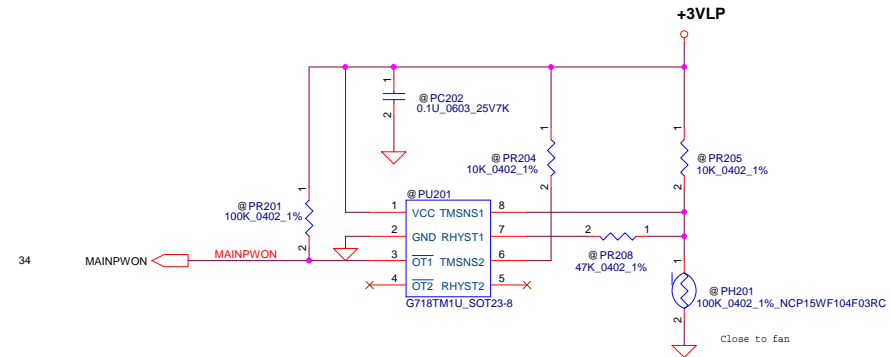 +3VLP
1
@ PC202
0.1U_0603_25V7K
2
1
@ PR204
10K_0402_1%
2
1
@ PR205
10K_0402_1%
2
1
@ PR201
100K_0402_1%
2
@ PU201
1 VCC TMSNS1 8
2 GND RHYST1 7
3 OT1 TMSNS2 6
4 OT2 RHYST2 5
G718TM1U_SOT23-8
2 1
@ PR208
47K_0402_1%
34 MAINPWON MAINPWON
1
@ PH201
100K_0402_1%_NCP15WF104F03RC
2
Close to fan